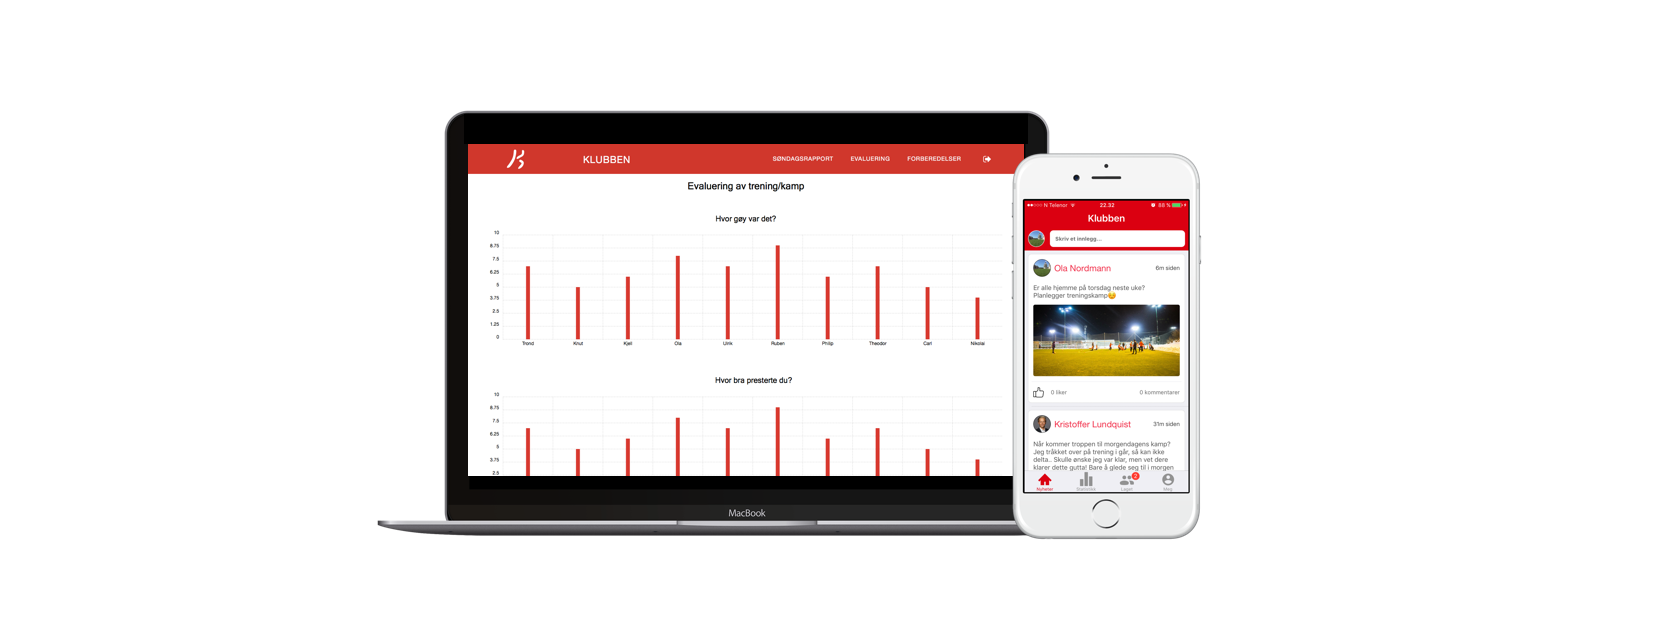 KLUBBEN
SØNDAGSRAPPORT EVALUERING FORBEREDELSER
Evaluering av trening/kamp
Hvor gøy var det?
10
8.75
7.5
6.25
5
3.75
2.5
1.25
0
Trond Knut Kjell Ola Ulrik Ruben Philip Theodor Carl Nikolai
Hvor bra presterte du?
10
8.75
7.5
6.25
5
3.75
2.5
MacBook
N Telenor 22.32 88 %
Klubben
Skriv et innlegg...
Ola Nordmann 6m siden
Er alle hjemme på torsdag neste uke?
Planlegger treningskamp😊
0 liker 0 kommentarer
Kristoffer Lundquist 31m siden
Når kommer troppen til morgendagens kamp?
Jeg tråkket over på trening i går, så kan ikke
delta.. Skulle ønske jeg var klar, men vet dere
klarer dette gutta! Bare å glede seg til i morgen
2
Nyheter Statistikk Laget Meg